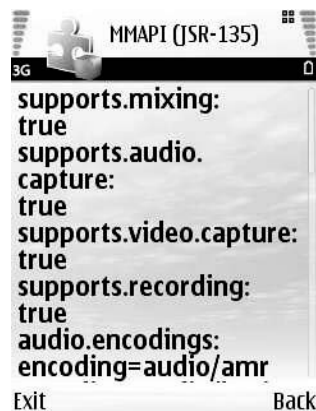 MMAPI (JSR-135)
3G
supports.mixing:
true
supports.audio.
capture:
true
supports.video.capture:
true
supports.recording:
true
audio.encodings:
encoding=audio/amr
Exit Back